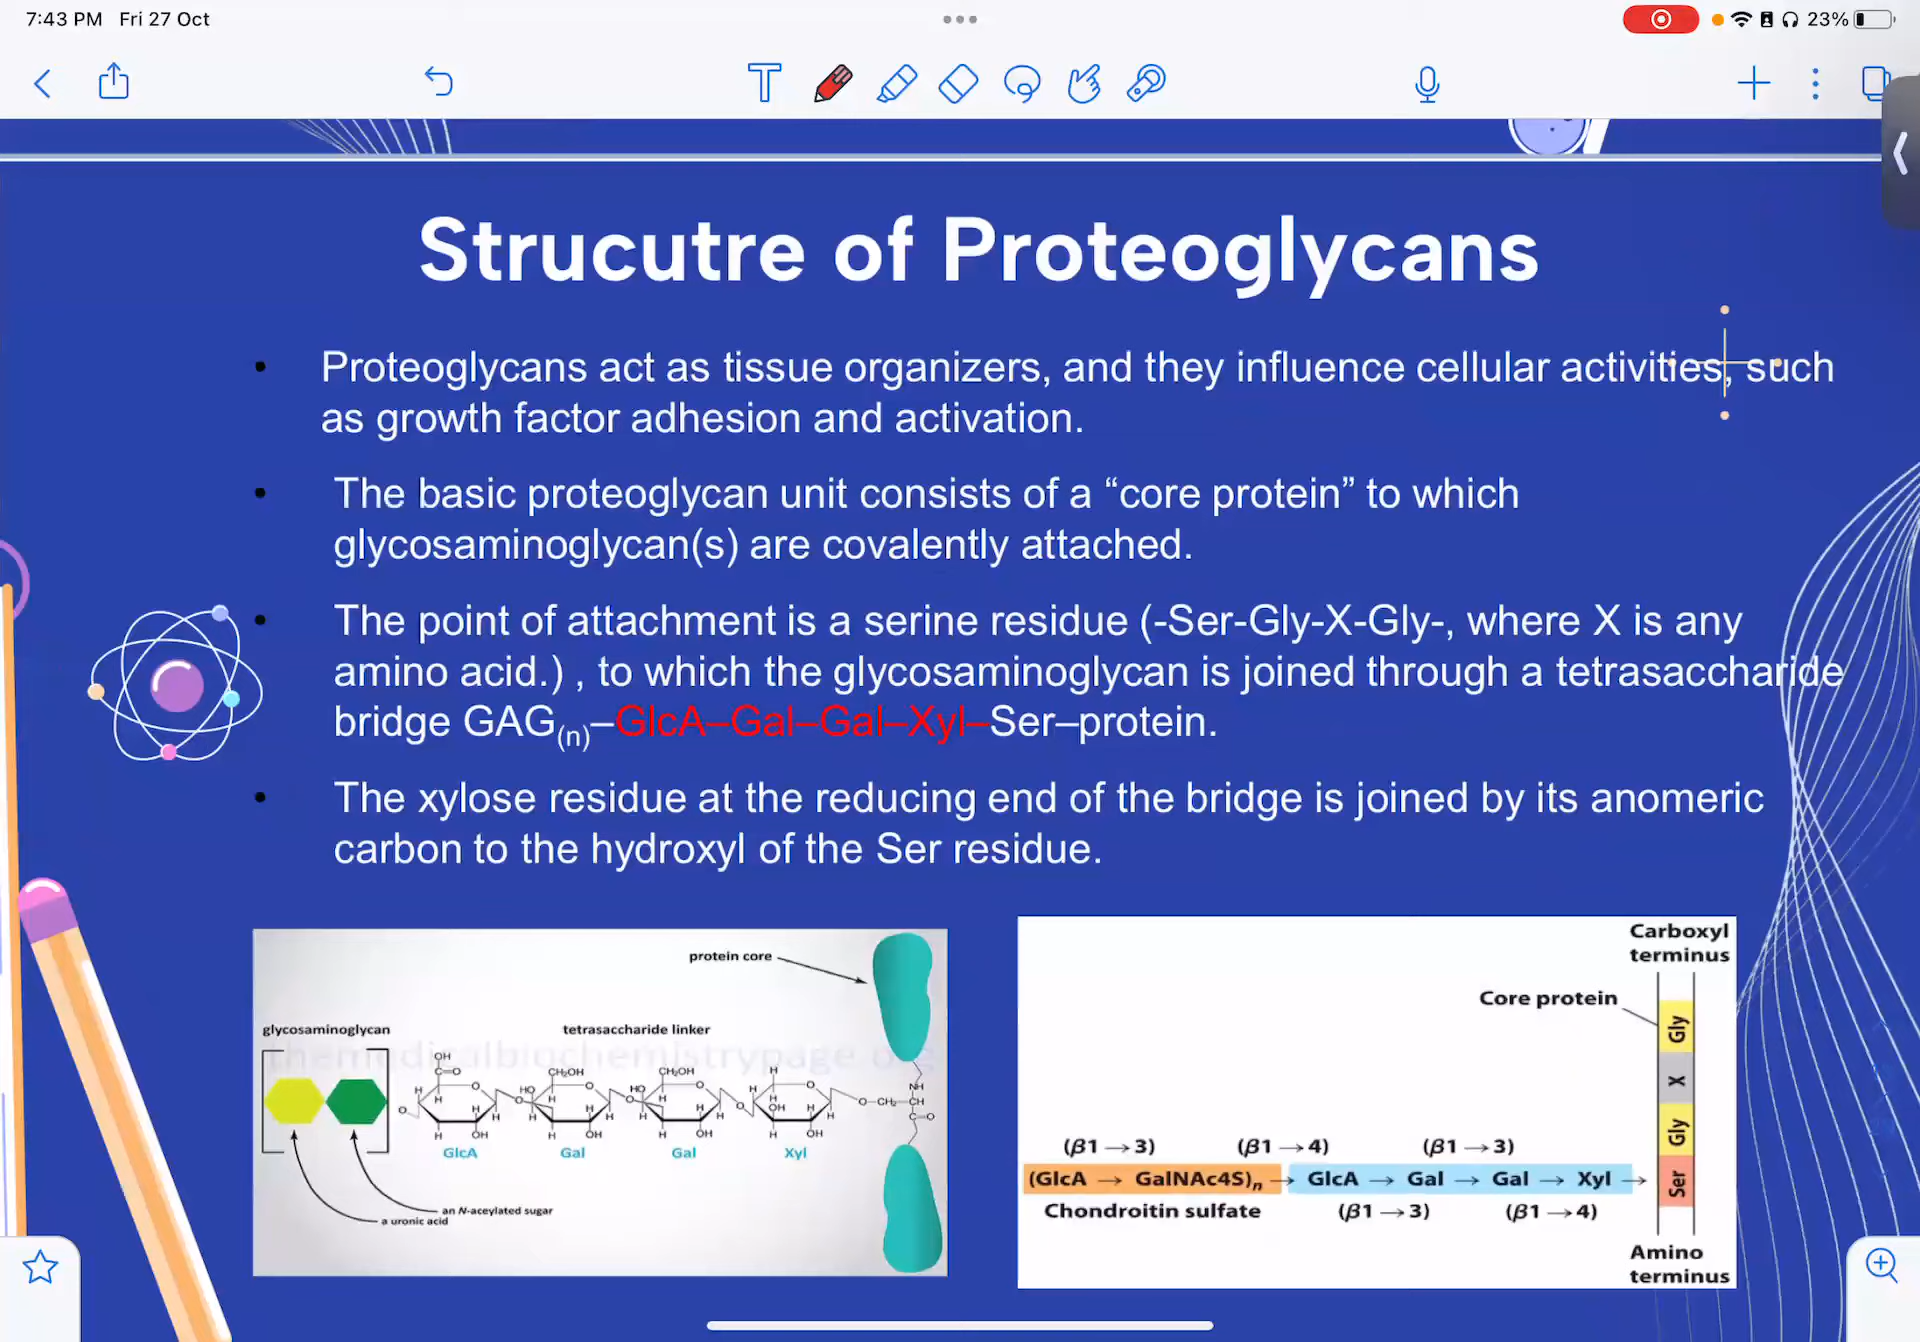 7:43 PM Fri 27 Oct
23%
Strucutre of Proteoglycans
• Proteoglycans act as tissue organizers, and they influence cellular activities, such
as growth factor adhesion and activation.
• The basic proteoglycan unit consists of a “core protein” to which
glycosaminoglycan(s) are covalently attached.
• The point of attachment is a serine residue (-Ser-Gly-X-Gly-, where X is any
amino acid.) , to which the glycosaminoglycan is joined through a tetrasaccharide
bridge GAG(n)–GlcA–Gal–Gal–Xyl–Ser–protein.
• The xylose residue at the reducing end of the bridge is joined by its anomeric
carbon to the hydroxyl of the Ser residue.
protein core
glycosaminoglycan
tetrasaccharide linker
themedicalbiochemistrypage.org
OH
C=O
H
H
H
H
OH
H
O
O
GlcA
CH₂OH
HO
H
H
H
H
OH
H
O
O
Gal
CH₂OH
HO
H
H
H
H
OH
H
O
O
Gal
H
H
H
OH
H
H
OH
H
O
O
Xyl
O—CH₂—CH
NH
C=O
an N-aceylated sugar
a uronic acid
Carboxyl
terminus
Core protein
Gly
X
Gly
Ser
(β1→3) (β1→4) (β1→3)
(GlcA → GalNAc4S)n → GlcA → Gal → Gal → Xyl →
Chondroitin sulfate (β1→3) (β1→4)
Amino
terminus